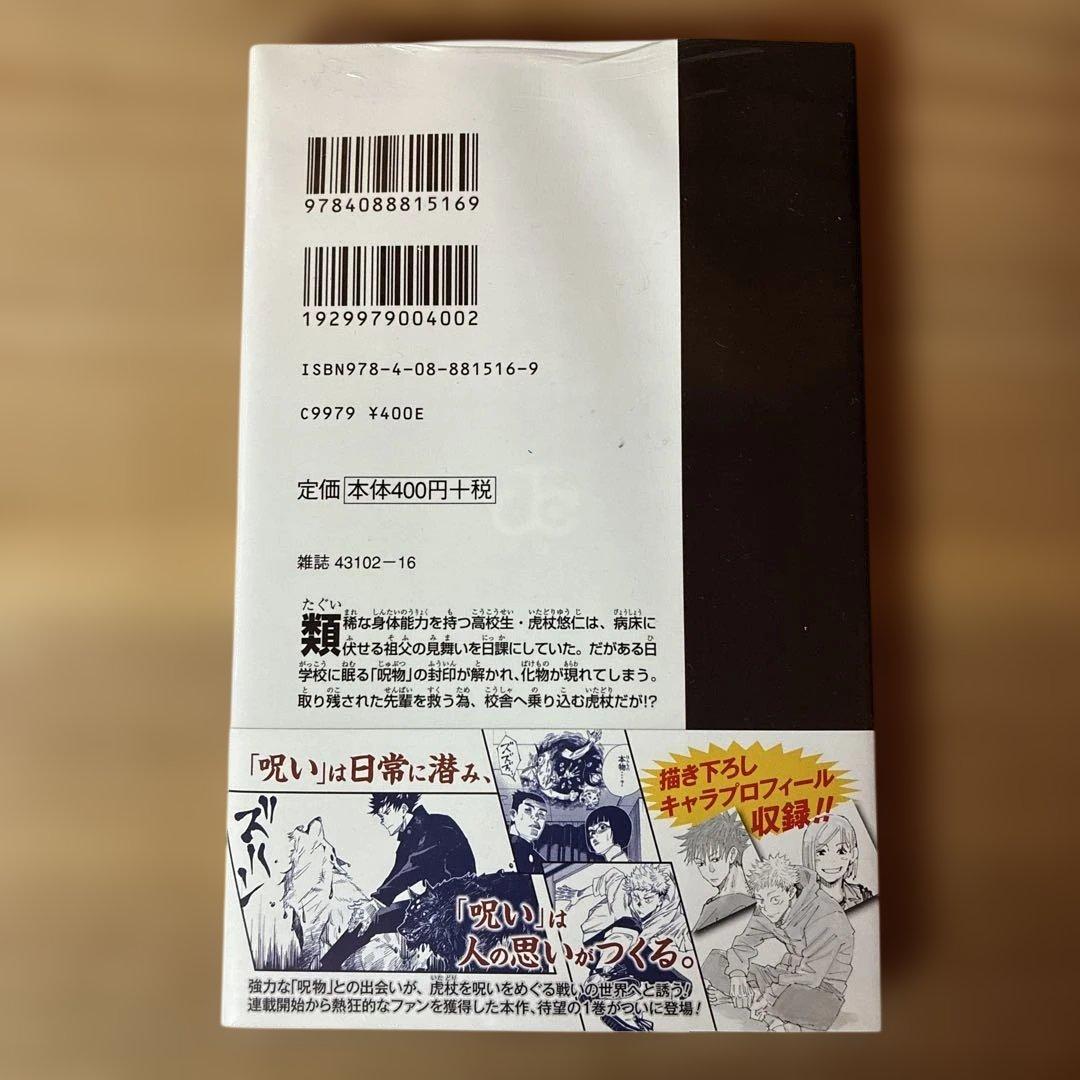 9784088815169
1929979004002
ISBN978-4-08-881516-9
C9979 ¥400E
定価 本体400円+税
雑誌 43102-16
類稀な身体能力を持つ高校生・虎杖悠仁は、病床に
伏せる祖父の見舞いを日課にしていた。だがある日
学校に眠る「呪物」の封印が解かれ、化物が現れてしまう。
取り残された先輩を救う為、校舎へ乗り込む虎杖だが!?
「呪い」は日常に潜み、
本物…?
描き下ろし
キャラプロフィール
収録!!
「呪い」は
人の思いがつくる。
強力な「呪物」との出会いが、虎杖を呪いをめぐる戦いの世界へと誘う!
連載開始から熱狂的なファンを獲得した本作、待望の1巻がついに登場!